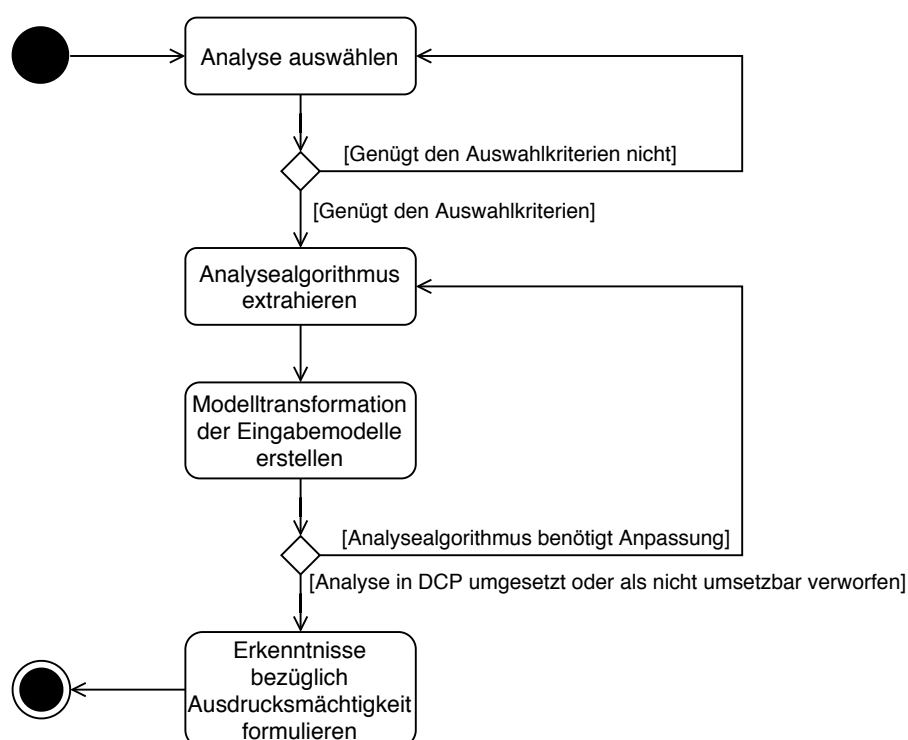 Analyse auswählen
[Genügt den Auswahlkriterien nicht]
[Genügt den Auswahlkriterien]
Analysealgorithmus
extrahieren
Modelltransformation
der Eingabemodelle
erstellen
[Analysealgorithmus benötigt Anpassung]
[Analyse in DCP umgesetzt oder als nicht umsetzbar verworfen]
Erkenntnisse
bezüglich
Ausdrucksmächtigkeit
formulieren